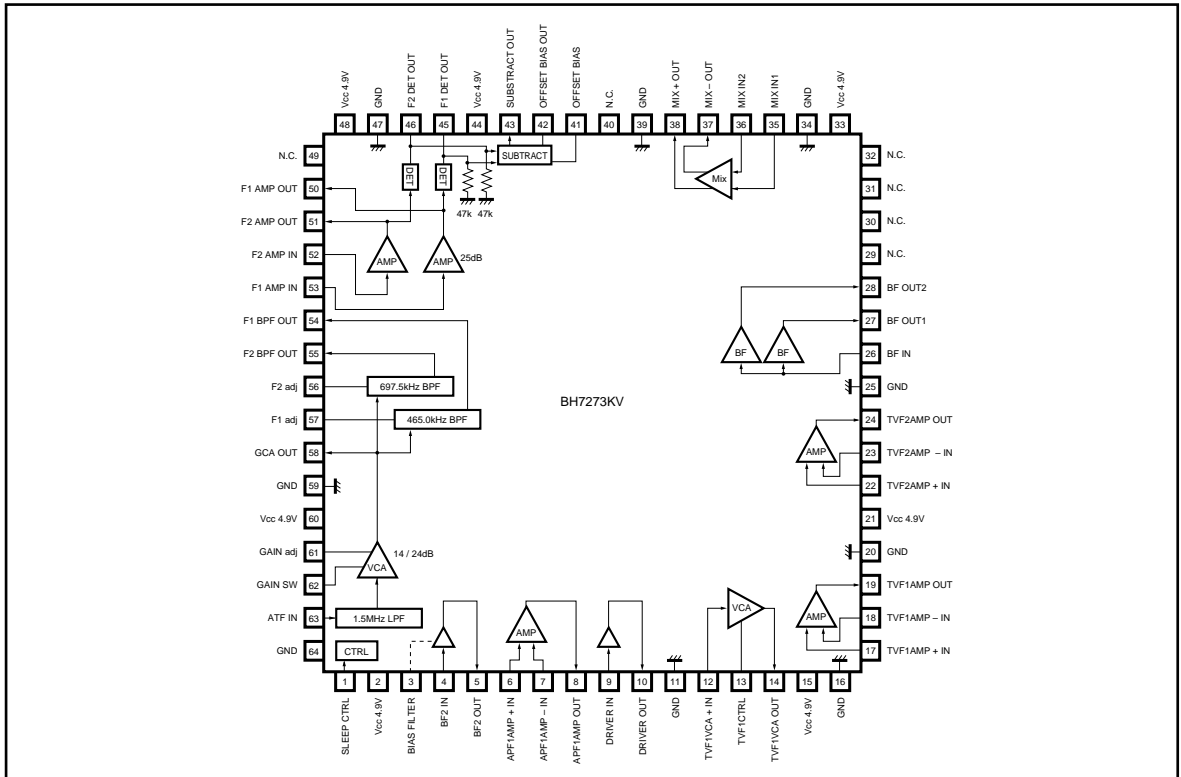 Vcc 4.9V
GND
F2 DET OUT
F1 DET OUT
Vcc 4.9V
SUBSTRACT OUT
OFFSET BIAS OUT
OFFSET BIAS
N.C.
GND
MIX + OUT
MIX – OUT
MIX IN2
MIX IN1
GND
Vcc 4.9V
48
47
46
45
44
43
42
41
40
39
38
37
36
35
34
33
N.C.
49
F1 AMP OUT
50
F2 AMP OUT
51
F2 AMP IN
52
F1 AMP IN
53
F1 BPF OUT
54
F2 BPF OUT
55
F2 adj
56
F1 adj
57
GCA OUT
58
GND
59
Vcc 4.9V
60
GAIN adj
61
GAIN SW
62
ATF IN
63
GND
64
DET
DET
SUBTRACT
47k
47k
AMP
AMP
25dB
Mix
697.5kHz BPF
465.0kHz BPF
BH7273KV
BF
BF
14 / 24dB
VCA
1.5MHz LPF
CTRL
AMP
VCA
AMP
AMP
32
N.C.
31
N.C.
30
N.C.
29
N.C.
28
BF OUT2
27
BF OUT1
26
BF IN
25
GND
24
TVF2AMP OUT
23
TVF2AMP – IN
22
TVF2AMP + IN
21
Vcc 4.9V
20
GND
19
TVF1AMP OUT
18
TVF1AMP – IN
17
TVF1AMP + IN
1
2
3
4
5
6
7
8
9
10
11
12
13
14
15
16
SLEEP CTRL
Vcc 4.9V
BIAS FILTER
BF2 IN
BF2 OUT
APF1AMP + IN
APF1AMP – IN
APF1AMP OUT
DRIVER IN
DRIVER OUT
GND
TVF1VCA + IN
TVF1CTRL
TVF1VCA OUT
Vcc 4.9V
GND